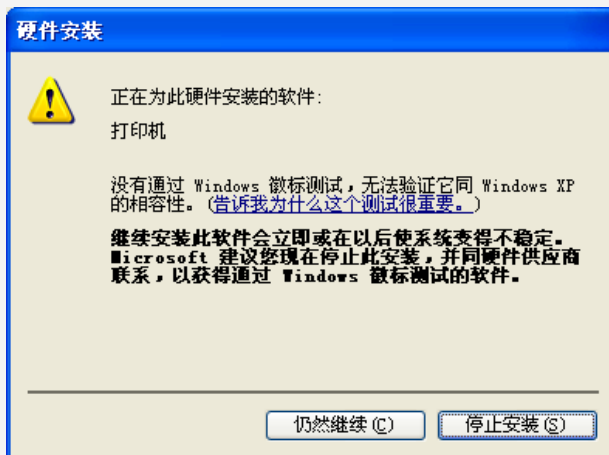 硬件安装
正在为此硬件安装的软件:
打印机
没有通过 Windows 徽标测试，无法验证它同 Windows XP
的相容性。(告诉我为什么这个测试很重要。)
继续安装此软件会立即或在以后使系统变得不稳定。
Microsoft 建议您现在停止此安装，并同硬件供应商
联系，以获得通过 Windows 徽标测试的软件。
仍然继续(C)
停止安装(S)